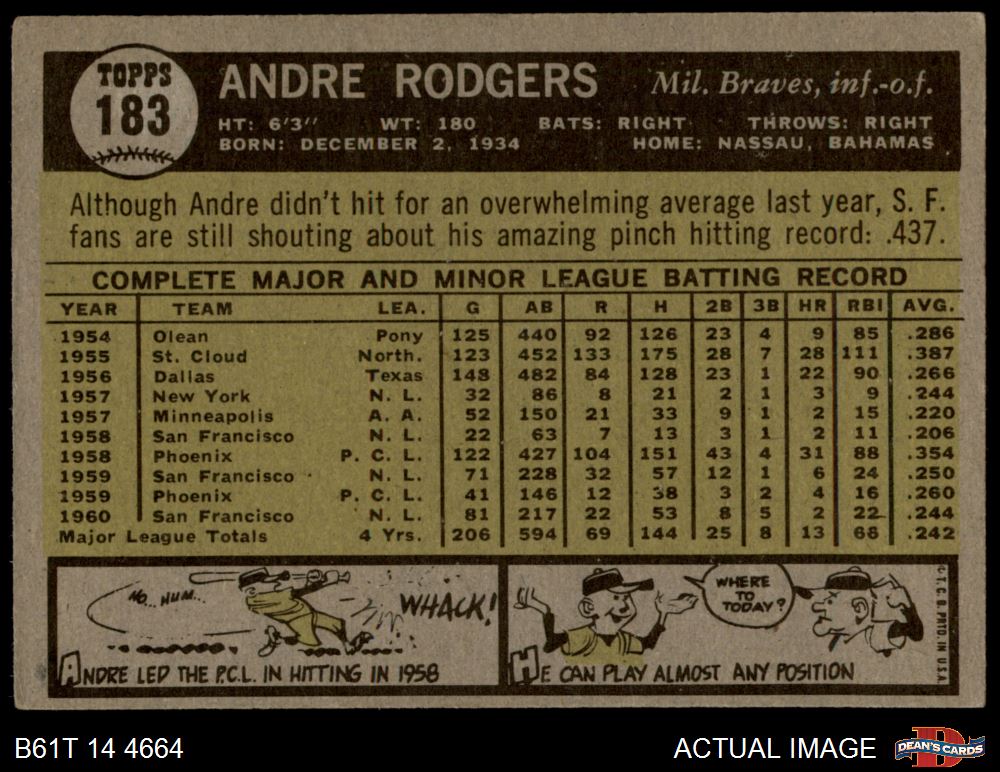 TOPPS
183
ANDRE RODGERS
Mil. Braves, inf.-o.f.
HT: 6'3'' WT: 180 BATS: RIGHT THROWS: RIGHT
BORN: DECEMBER 2, 1934 HOME: NASSAU, BAHAMAS
Although Andre didn't hit for an overwhelming average last year, S. F.
fans are still shouting about his amazing pinch hitting record: .437.
COMPLETE MAJOR AND MINOR LEAGUE BATTING RECORD
YEAR TEAM LEA. G AB R H 2B 3B HR RBI AVG.
1954 Olean Pony 125 440 92 126 23 4 9 85 .286
1955 St. Cloud North. 123 452 133 175 28 7 28 111 .387
1956 Dallas Texas 148 482 84 128 23 1 22 90 .266
1957 New York N. L. 32 86 8 21 2 1 3 9 .244
1957 Minneapolis A. A. 52 150 21 33 9 1 2 15 .220
1958 San Francisco N. L. 22 63 7 13 3 1 2 11 .206
1958 Phoenix P. C. L. 122 427 104 151 43 4 31 88 .354
1959 San Francisco N. L. 71 228 32 57 12 1 6 24 .250
1959 Phoenix P. C. L. 41 146 12 38 3 2 4 16 .260
1960 San Francisco N. L. 81 217 22 53 8 5 2 22 .244
Major League Totals 4 Yrs. 206 594 69 144 25 8 13 68 .242
HO.. HUM...
WHACK!
ANDRE LED THE P.C.L. IN HITTING IN 1958
WHERE
TO
TODAY?
HE CAN PLAY ALMOST ANY POSITION
© T. C. G. PRTD. IN U.S.A.
B61T 14 4664
ACTUAL IMAGE
D
DEAN'S CARDS